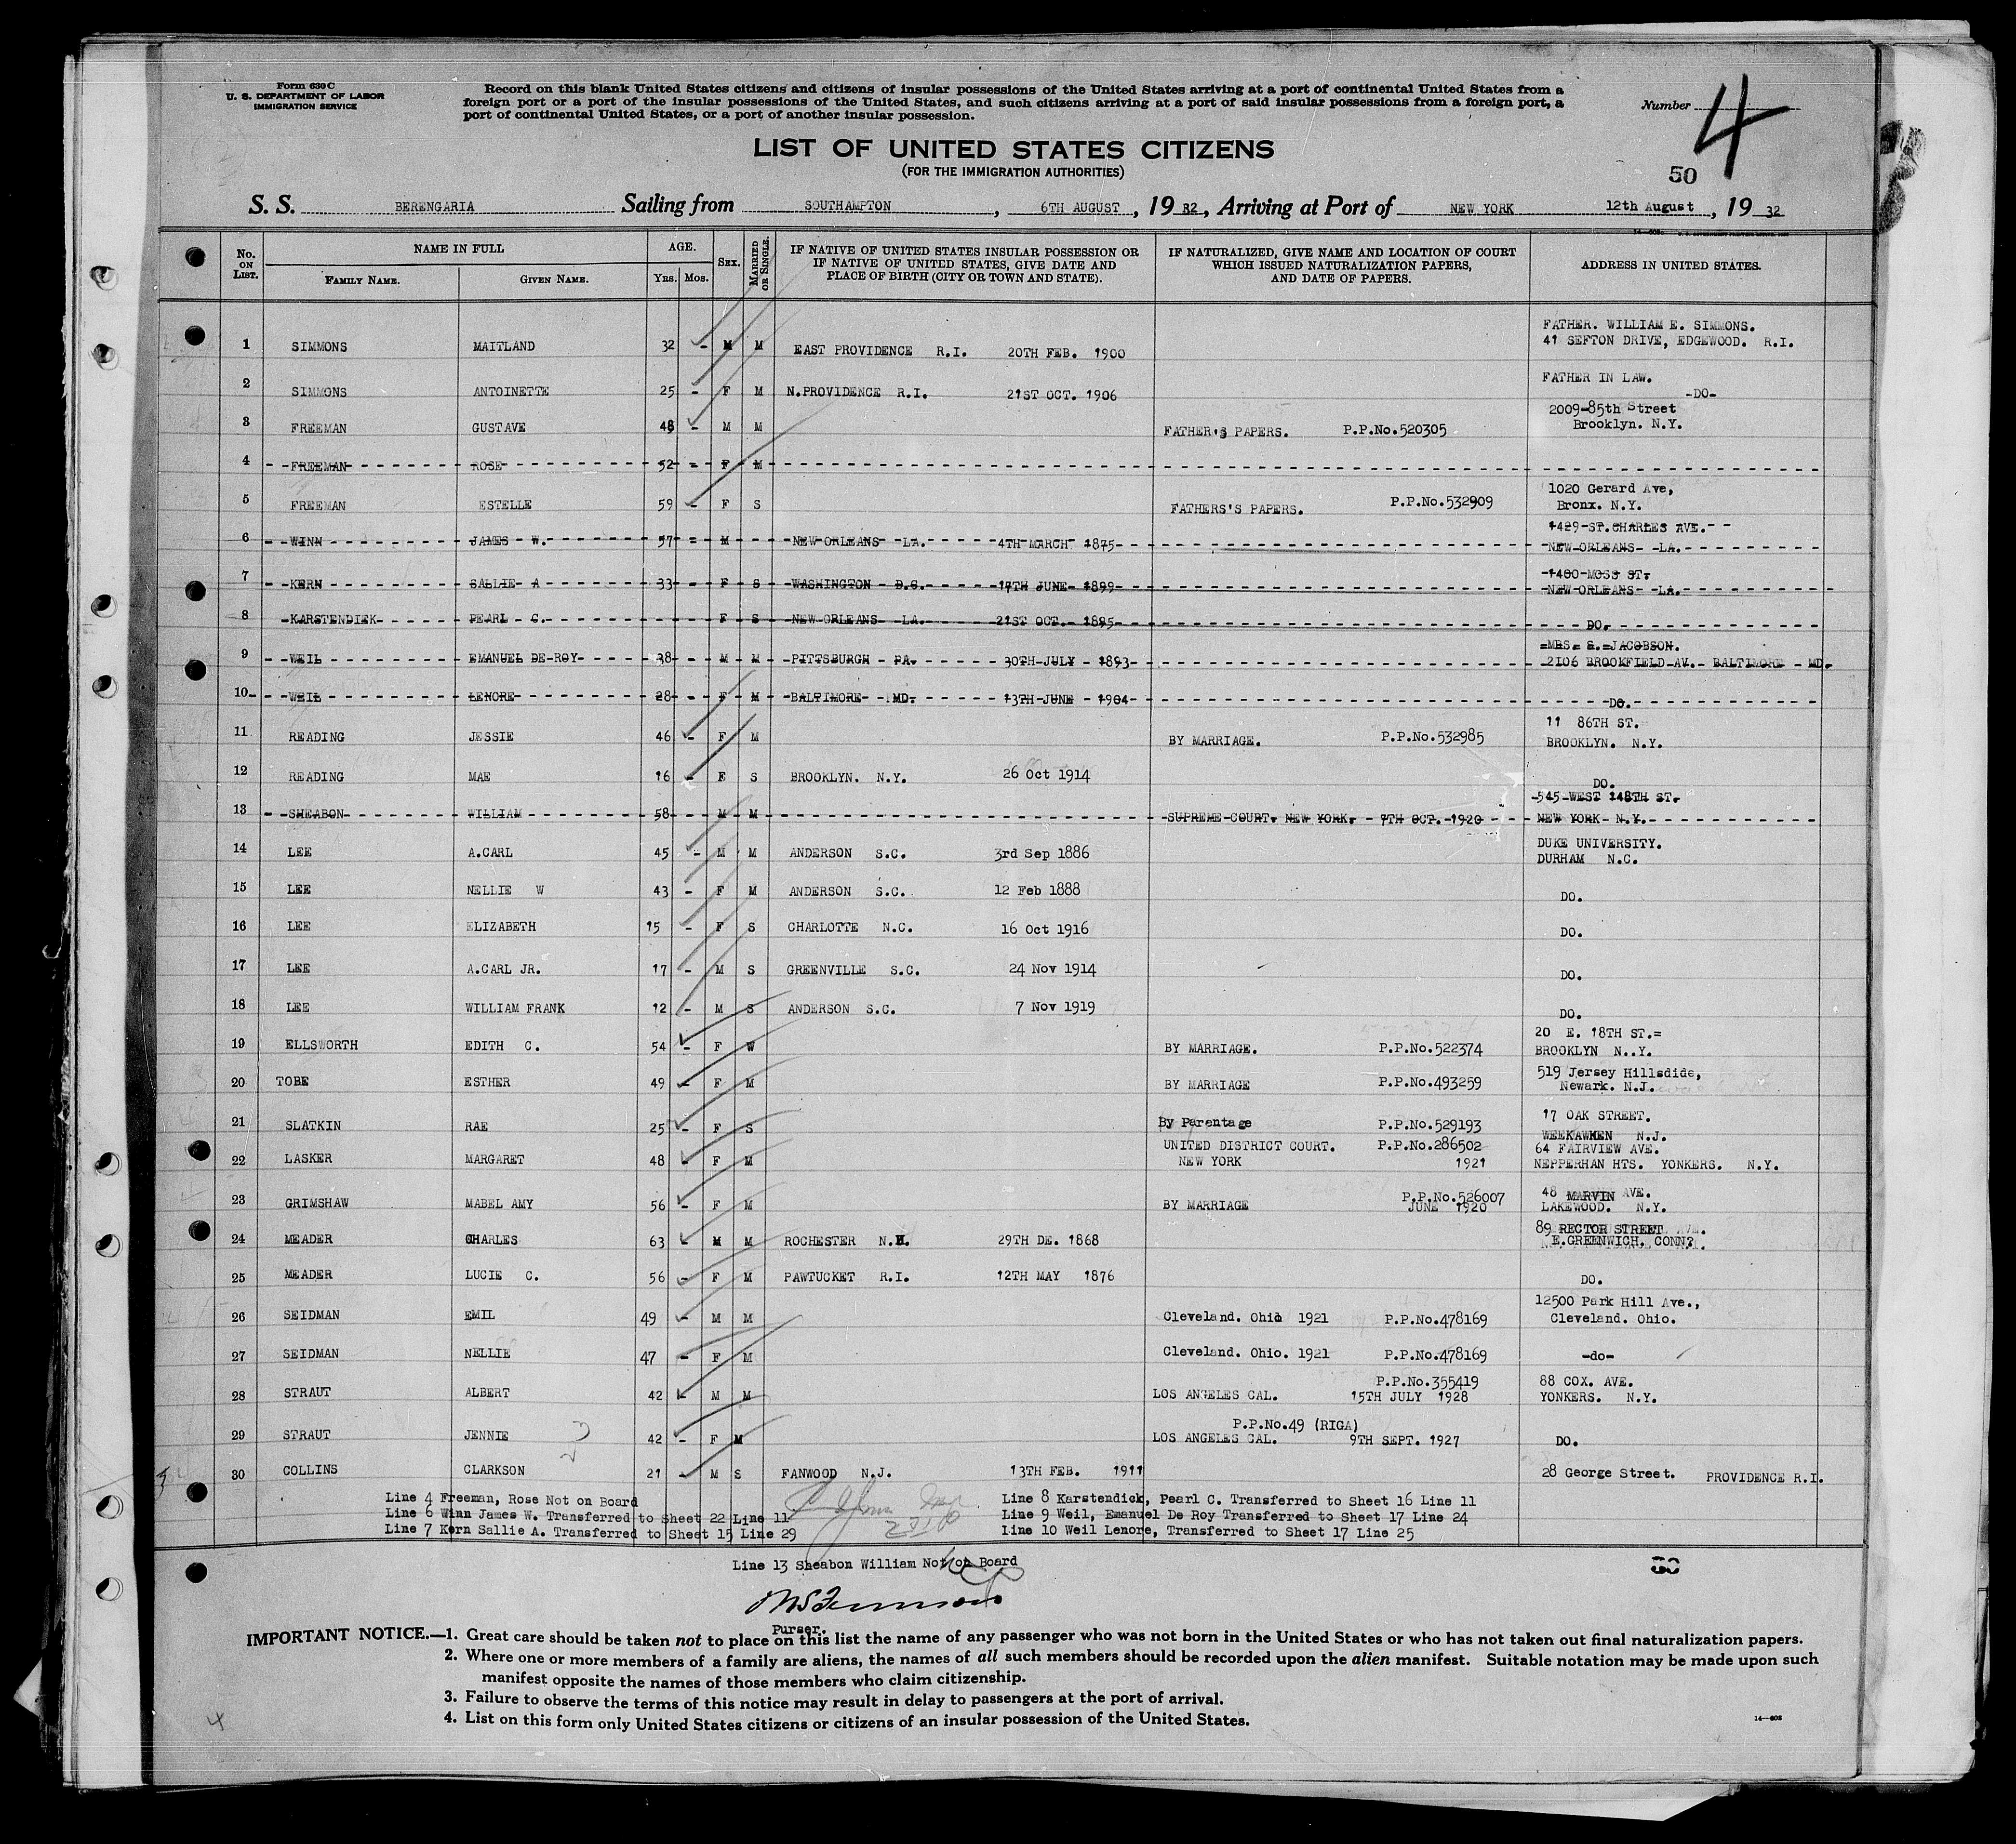 Form 630 C
U. S. DEPARTMENT OF LABOR
IMMIGRATION SERVICE
Record on this blank United States citizens and citizens of insular possessions of the United States arriving at a port of continental United States from a
foreign port or a port of the insular possessions of the United States, and such citizens arriving at a port of said insular possessions from a foreign port, a
port of continental United States, or a port of another insular possession.
Number 4
LIST OF UNITED STATES CITIZENS
(FOR THE IMMIGRATION AUTHORITIES)
50
S. S. BERENGARIA Sailing from SOUTHAMPTON, 6TH AUGUST, 19 32, Arriving at Port of NEW YORK 12th August, 19 32
No. ON LIST. NAME IN FULL FAMILY NAME. GIVEN NAME. AGE. YRS. MOS. SEX. MARRIED OR SINGLE. IF NATIVE OF UNITED STATES INSULAR POSSESSION OR IF NATIVE OF UNITED STATES, GIVE DATE AND PLACE OF BIRTH (CITY OR TOWN AND STATE). IF NATURALIZED, GIVE NAME AND LOCATION OF COURT WHICH ISSUED NATURALIZATION PAPERS, AND DATE OF PAPERS. ADDRESS IN UNITED STATES.
1 SIMMONS MAITLAND 32 - M M EAST PROVIDENCE R.I. 20TH FEB. 1900 FATHER. WILLIAM E. SIMMONS. 41 SEFTON DRIVE, EDGEWOOD. R.I.
2 SIMMONS ANTOINETTE 25 - F M N.PROVIDENCE R.I. 21ST OCT. 1906 FATHER IN LAW. -DO-
3 FREEMAN GUSTAVE 48 - M M FATHER'S PAPERS. P.P.No.520305 2009-85th Street Brooklyn. N.Y.
4 FREEMAN ROSE 52 - F M
5 FREEMAN ESTELLE 59 - F S FATHERS'S PAPERS. P.P.No.532909 1020 Gerard Ave, Bronx. N.Y.
6 WINN JAMES W. 57 - M NEW ORLEANS LA. 4TH MARCH 1875 1429 ST.CHARLES AVE. NEW ORLEANS LA.
7 KERN SALLIE A 33 - F S WASHINGTON D.C. 17TH JUNE 1899 1400 MOSS ST. NEW ORLEANS LA.
8 KARSTENDIEK PEARL C. F S NEW ORLEANS LA. 21ST OCT. 1895 DO.
9 WEIL EMANUEL DE ROY 38 - M M PITTSBURGH PA. 30TH JULY 1893 MRS. S. JACOBSON. 2106 BROOKFIELD AV. BALTIMORE MD.
10 WEIL LENORE 28 - F M BALTIMORE MD. 13TH JUNE 1904 DO.
11 READING JESSIE 46 - F M BY MARRIAGE. P.P.No.532985 11 86TH ST. BROOKLYN. N.Y.
12 READING MAE 16 - F S BROOKLYN. N.Y. 26 Oct 1914 DO.
13 SHEABON WILLIAM 58 - M M SUPREME COURT. NEW YORK. 7TH OCT. 1920 545 WEST 148TH ST. NEW YORK N.Y.
14 LEE A.CARL 45 - M M ANDERSON S.C. 3rd Sep 1886 DUKE UNIVERSITY. DURHAM N.C.
15 LEE NELLIE W 43 - F M ANDERSON S.C. 12 Feb 1888 DO.
16 LEE ELIZABETH 15 - F S CHARLOTTE N.C. 16 Oct 1916 DO.
17 LEE A.CARL JR. 17 - M S GREENVILLE S.C. 24 Nov 1914 DO.
18 LEE WILLIAM FRANK 12 - M S ANDERSON S.C. 7 Nov 1919 DO.
19 ELLSWORTH EDITH C. 54 - F W BY MARRIAGE. P.P.No.522374 20 E. 18TH ST.= BROOKLYN N..Y.
20 TOBE ESTHER 49 - F M BY MARRIAGE P.P.No.493259 519 Jersey Hillsdide, Newark. N.J.
21 SLATKIN RAE 25 - F S By Parentage P.P.No.529193 17 OAK STREET. WEEKAWKEN N.J.
22 LASKER MARGARET 48 - F M UNITED DISTRICT COURT. P.P.No.286502 NEW YORK 1921 64 FAIRVIEW AVE. NEPPERHAN HTS. YONKERS. N.Y.
23 GRIMSHAW MABEL AMY 56 - F M BY MARRIAGE P.P.No.526007 JUNE 1920 48 MARVIN AVE. LAKEWOOD. N.Y.
24 MEADER CHARLES 63 - M M ROCHESTER N.H. 29TH DE. 1868 89 RECTOR STREET E.GREENWICH, CONN?
25 MEADER LUCIE C. 56 - F M PAWTUCKET R.I. 12TH MAY 1876 DO.
26 SEIDMAN EMIL 49 - M M Cleveland. Ohio 1921 P.P.No.478169 12500 Park Hill Ave., Cleveland. Ohio.
27 SEIDMAN NELLIE 47 - F M Cleveland. Ohio. 1921 P.P.No.478169 -do-
28 STRAUT ALBERT 42 - M M LOS ANGELES CAL. P.P.No.355419 15TH JULY 1928 88 COX. AVE. YONKERS. N.Y.
29 STRAUT JENNIE 42 - F M P.P.No.49 (RIGA) LOS ANGELES CAL. 9TH SEPT. 1927 DO.
30 COLLINS CLARKSON 21 - M S FANWOOD N.J. 13TH FEB. 1911 28 George Street. PROVIDENCE R.I.
Line 4 Freeman, Rose Not on Board
Line 6 Winn James W. Transferred to Sheet 22 Line 11
Line 7 Kern Sallie A. Transferred to Sheet 15 Line 29
Line 8 Karstendick, Pearl C. Transferred to Sheet 16 Line 11
Line 9 Weil, Emanuel De Roy Transferred to Sheet 17 Line 24
Line 10 Weil Lenore, Transferred to Sheet 17 Line 25
Line 13 Sheabon William Not on Board
Purser.
IMPORTANT NOTICE.—1. Great care should be taken not to place on this list the name of any passenger who was not born in the United States or who has not taken out final naturalization papers.
2. Where one or more members of a family are aliens, the names of all such members should be recorded upon the alien manifest. Suitable notation may be made upon such
manifest opposite the names of those members who claim citizenship.
3. Failure to observe the terms of this notice may result in delay to passengers at the port of arrival.
4. List on this form only United States citizens or citizens of an insular possession of the United States.
14—608
4